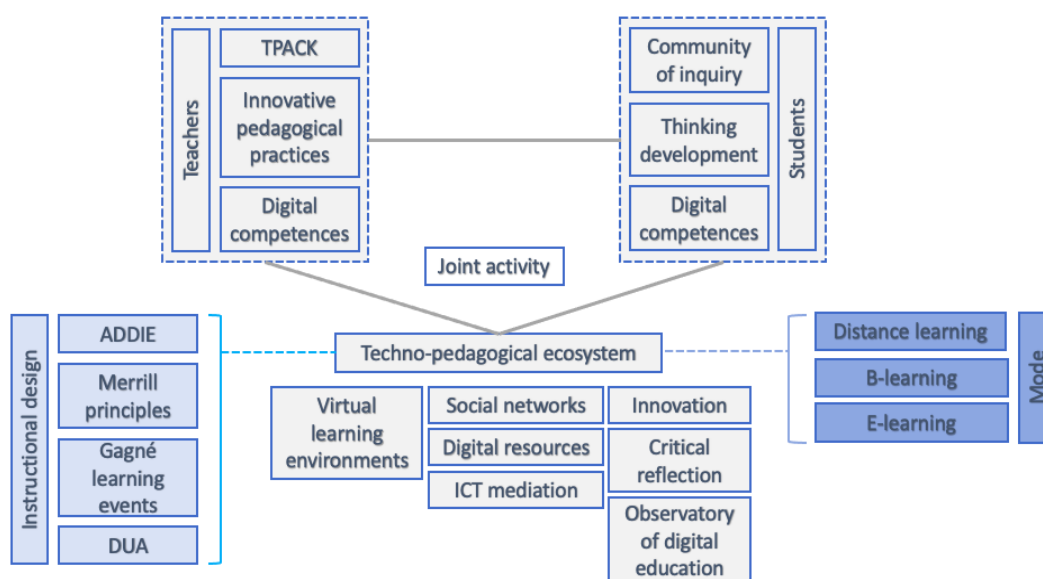 Teachers
TPACK
Innovative
pedagogical
practices
Digital
competences
Community
of inquiry
Thinking
development
Digital
competences
Students
Joint activity
Instructional design
ADDIE
Merrill
principles
Gagné
learning
events
DUA
Techno-pedagogical ecosystem
Virtual
learning
environments
Social networks
Digital resources
ICT mediation
Innovation
Critical
reflection
Observatory
of digital
education
Distance learning
B-learning
E-learning
Mode